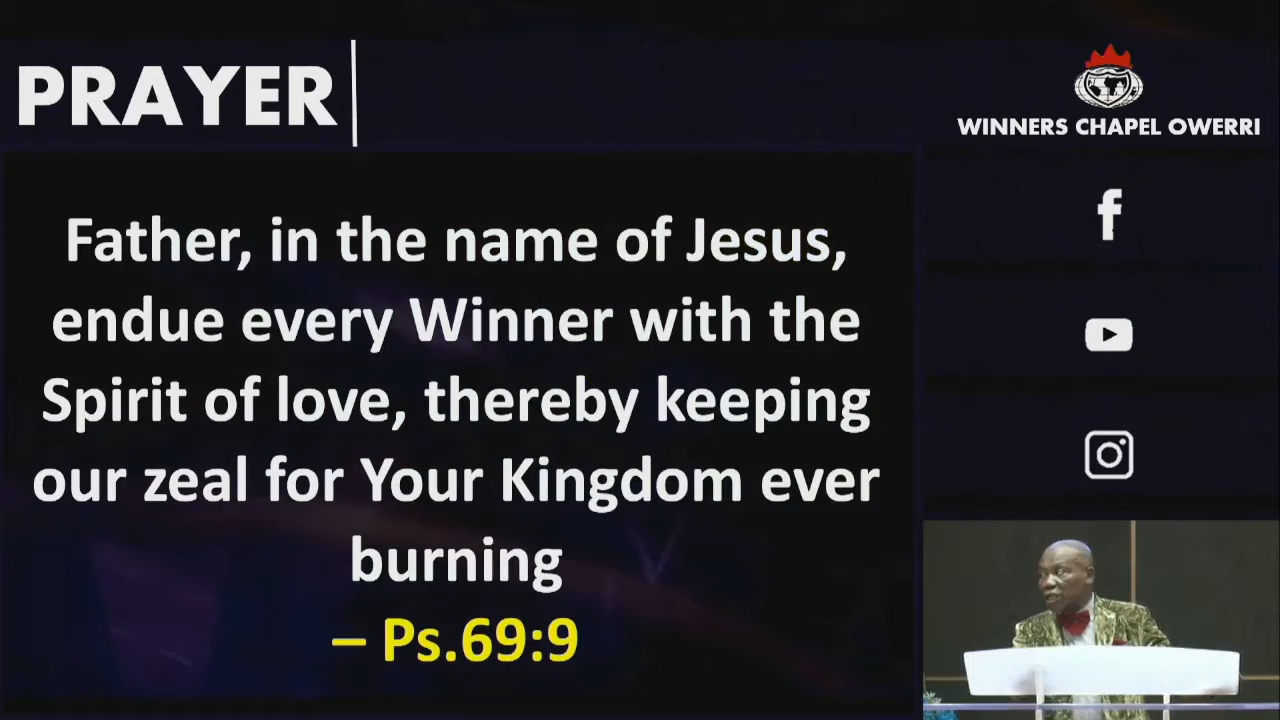 PRAYER
WINNERS CHAPEL OWERRI
Father, in the name of Jesus,
endue every Winner with the
Spirit of love, thereby keeping
our zeal for Your Kingdom ever
burning
– Ps.69:9